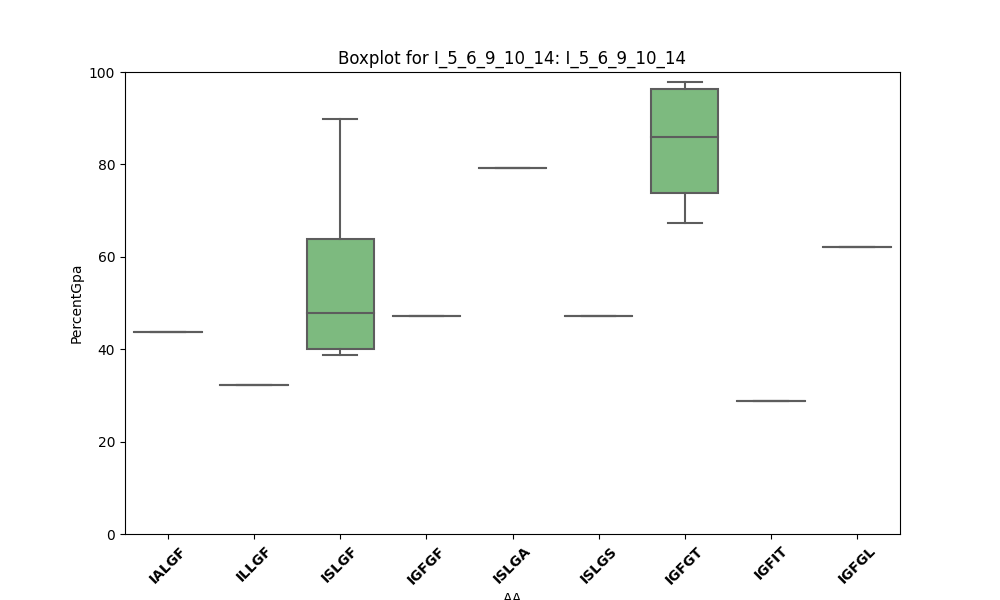 Boxplot for I_5_6_9_10_14: I_5_6_9_10_14
100
80
60
40
20
0
PercentGpa
IALGF
ILLGF
ISLGF
IGFGF
ISLGA
ISLGS
IGFGT
IGFIT
IGFGL
AA